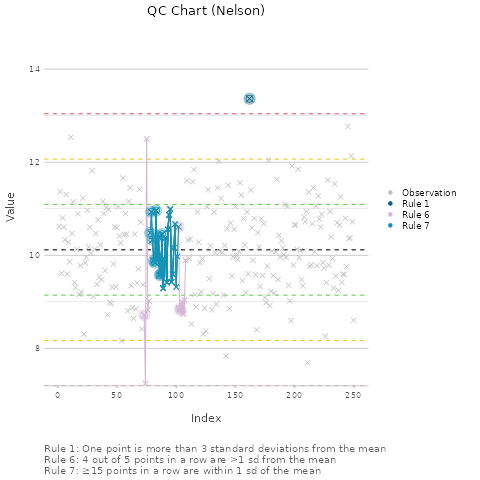 QC Chart (Nelson)
14
12
10
8
Measurement
0
50
100
150
200
250
Index
Observation
Rule 1
Rule 6
Rule 7
Rule 1: One point is more than 3 standard deviations from the mean
Rule 6: 4 out of 5 points in a row are >1 sd from the mean
Rule 7: ≥15 points in a row are within 1 sd of the mean